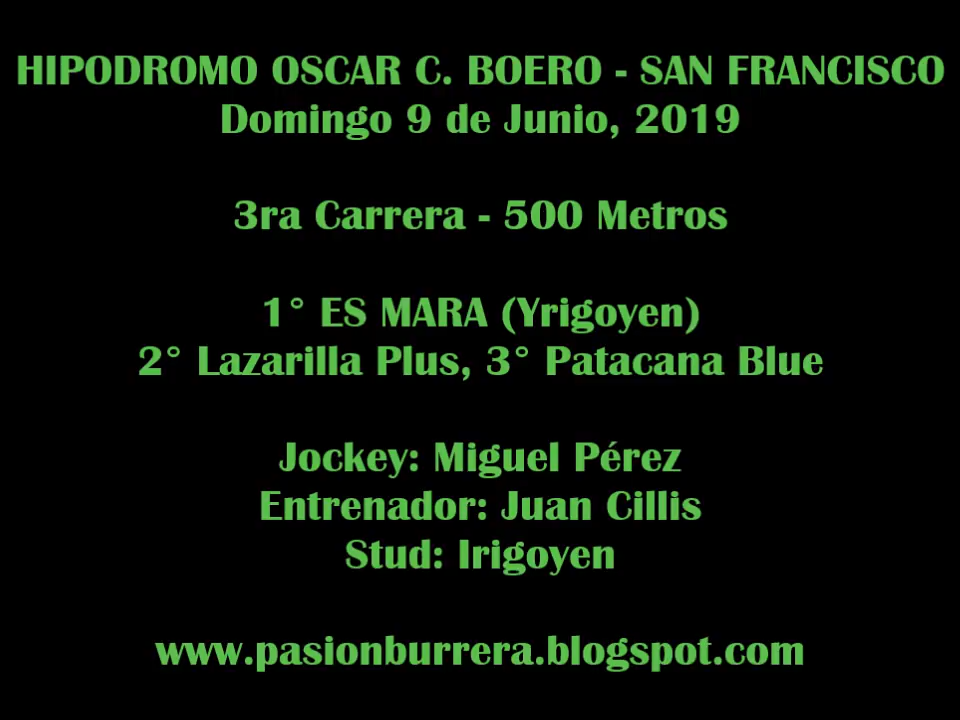 HIPODROMO OSCAR C. BOERO - SAN FRANCISCO
Domingo 9 de Junio, 2019
3ra Carrera - 500 Metros
1° ES MARA (Yrigoyen)
2° Lazarilla Plus, 3° Patacana Blue
Jockey: Miguel Pérez
Entrenador: Juan Cillis
Stud: Irigoyen
www.pasionburrera.blogspot.com